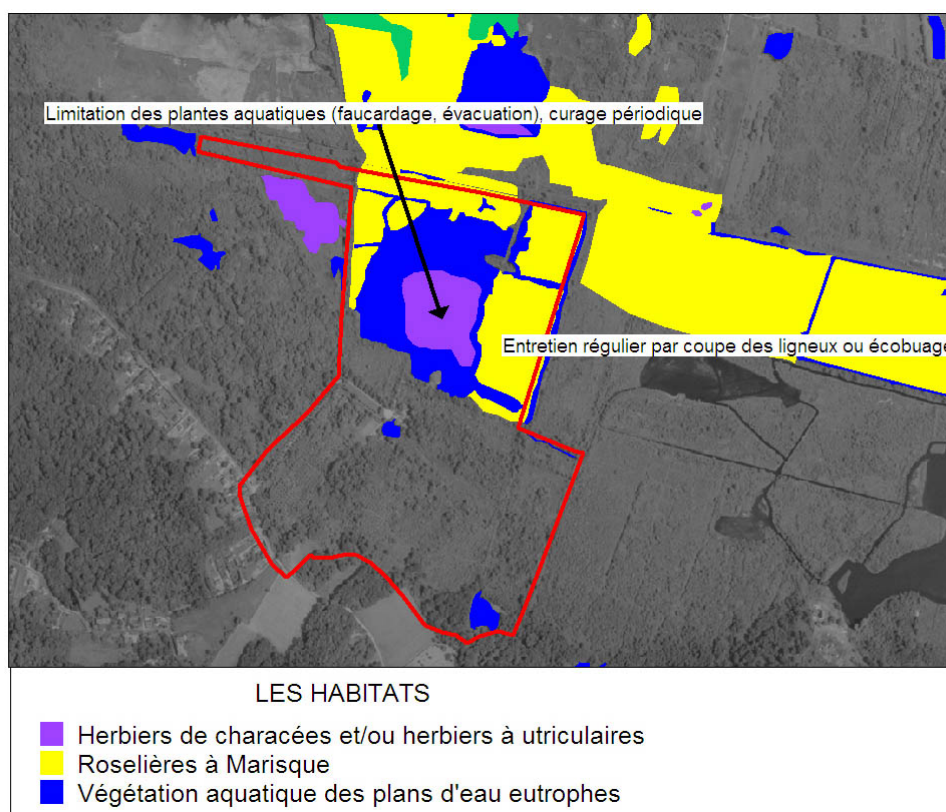 Limitation des plantes aquatiques (faucardage, évacuation), curage périodique
Entretien régulier par coupe des ligneux ou écobuage
LES HABITATS
Herbiers de characées et/ou herbiers à utriculaires
Roselières à Marisque
Végétation aquatique des plans d'eau eutrophes